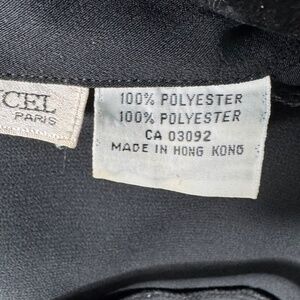 CEL
PARIS
100% POLYESTER
100% POLYESTER
CA 03092
MADE IN HONG KONG